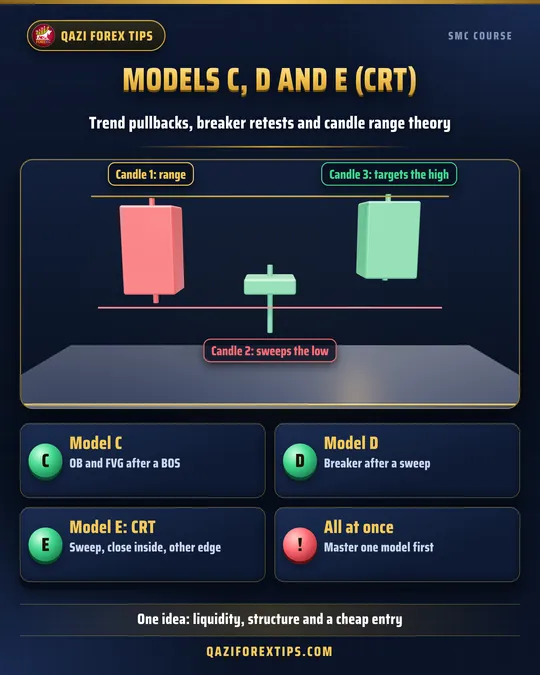 QAZI FOREX TIPS
SMC COURSE
MODELS C, D AND E (CRT)
Trend pullbacks, breaker retests and candle range theory
Candle 1: range
Candle 3: targets the high
Candle 2: sweeps the low
C
Model C
OB and FVG after a BOS
D
Model D
Breaker after a sweep
E
Model E: CRT
Sweep, close inside, other edge
!
All at once
Master one model first
One idea: liquidity, structure and a cheap entry
QAZIFOREXTIPS.COM